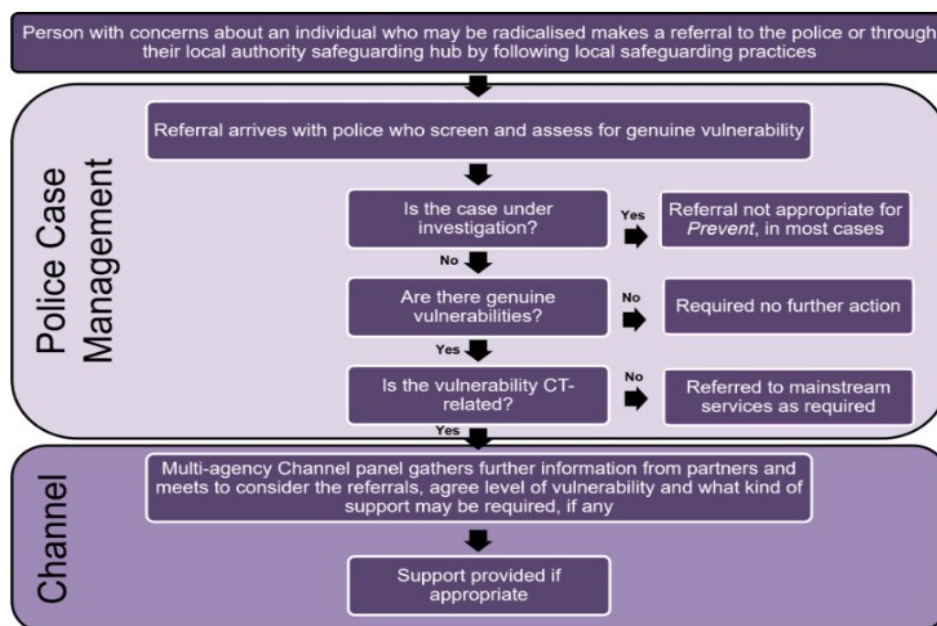 Person with concerns about an individual who may be radicalised makes a referral to the police or through
their local authority safeguarding hub by following local safeguarding practices
Police Case
Management
Referral arrives with police who screen and assess for genuine vulnerability
Is the case under
investigation?
Yes
Referral not appropriate for
Prevent, in most cases
No
Are there genuine
vulnerabilities?
No
Required no further action
Yes
Is the vulnerability CT-
related?
No
Referred to mainstream
services as required
Yes
Channel
Multi-agency Channel panel gathers further information from partners and
meets to consider the referrals, agree level of vulnerability and what kind of
support may be required, if any
Support provided if
appropriate